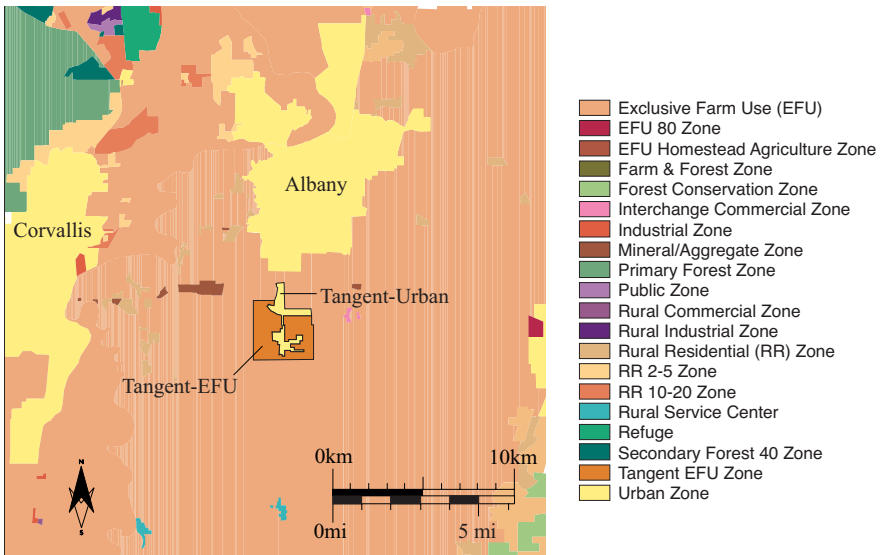 Albany
Corvallis
Tangent-Urban
Tangent-EFU
N
S
0km
10km
0mi
5 mi
Exclusive Farm Use (EFU)
EFU 80 Zone
EFU Homestead Agriculture Zone
Farm & Forest Zone
Forest Conservation Zone
Interchange Commercial Zone
Industrial Zone
Mineral/Aggregate Zone
Primary Forest Zone
Public Zone
Rural Commercial Zone
Rural Industrial Zone
Rural Residential (RR) Zone
RR 2-5 Zone
RR 10-20 Zone
Rural Service Center
Refuge
Secondary Forest 40 Zone
Tangent EFU Zone
Urban Zone